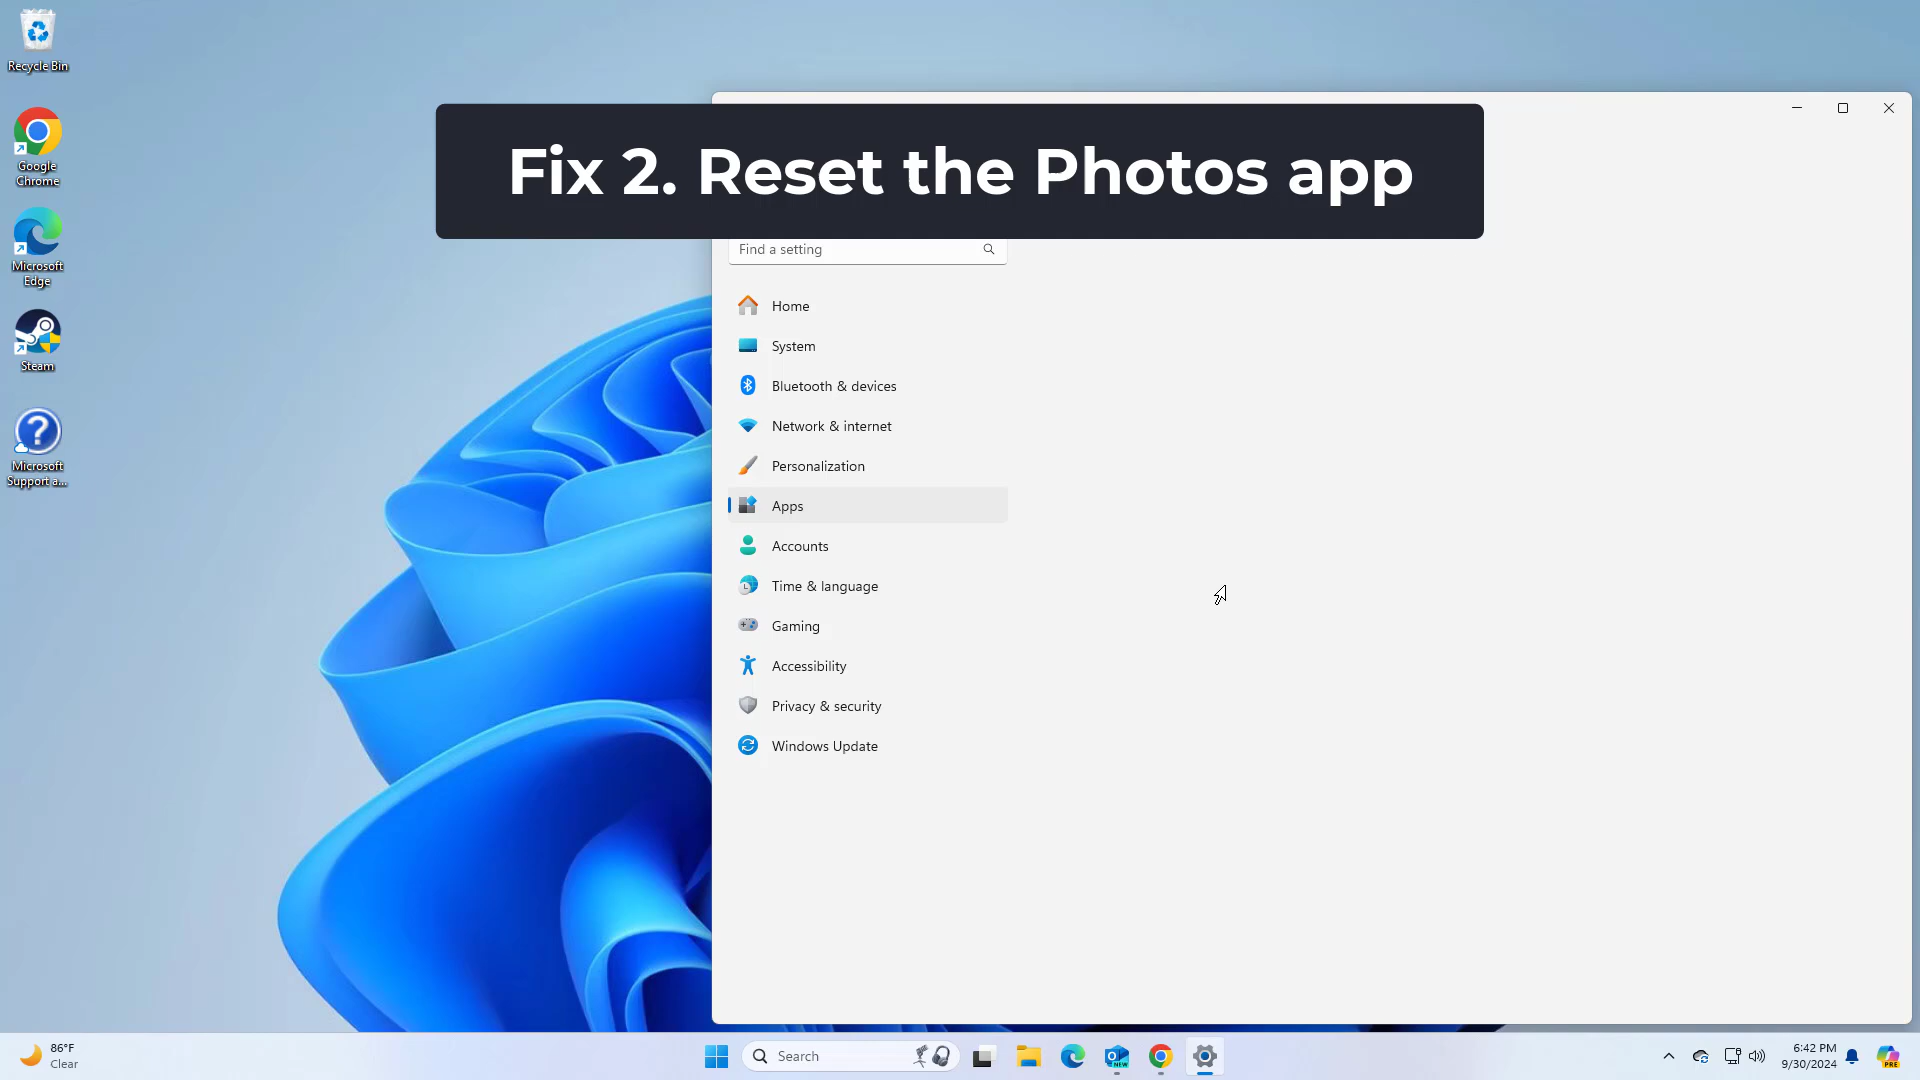 Recycle Bin
Google
Chrome
Microsoft
Edge
Steam
Microsoft
Support a...
Fix 2. Reset the Photos app
Find a setting
Home
System
Bluetooth & devices
Network & internet
Personalization
Apps
Accounts
Time & language
Gaming
Accessibility
Privacy & security
Windows Update
86°F
Clear
Search
NEW
6:42 PM
9/30/2024
PRE